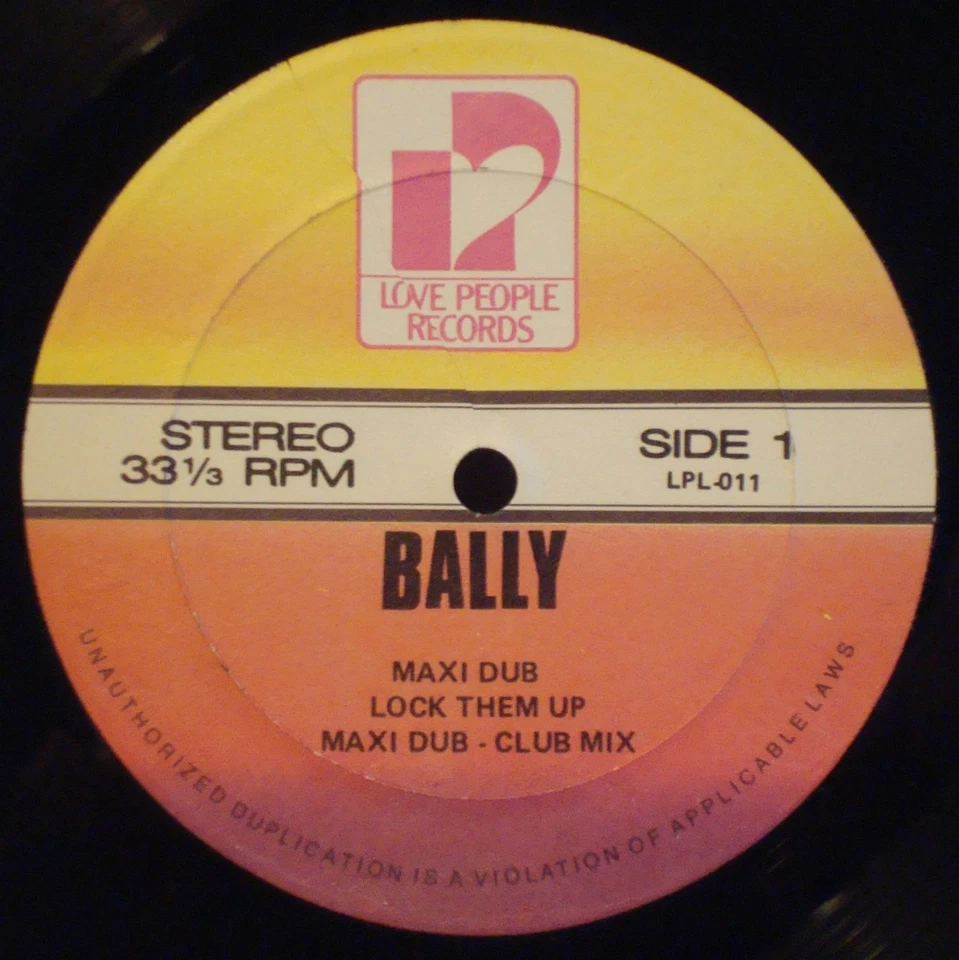 LOVE PEOPLE
RECORDS
STEREO
33⅓ RPM
SIDE 1
LPL-011
BALLY
MAXI DUB
LOCK THEM UP
MAXI DUB - CLUB MIX
UNAUTHORIZED DUPLICATION IS A VIOLATION OF APPLICABLE LAWS